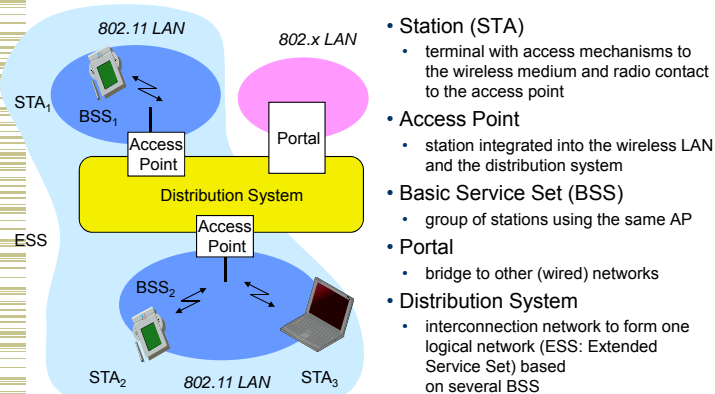 802.11 LAN
802.x LAN
STA₁
BSS₁
Access
Point
Portal
Distribution System
ESS
Access
Point
BSS₂
STA₂
802.11 LAN
STA₃
• Station (STA)
• terminal with access mechanisms to
the wireless medium and radio contact
to the access point
• Access Point
• station integrated into the wireless LAN
and the distribution system
• Basic Service Set (BSS)
• group of stations using the same AP
• Portal
• bridge to other (wired) networks
• Distribution System
• interconnection network to form one
logical network (ESS: Extended
Service Set) based
on several BSS